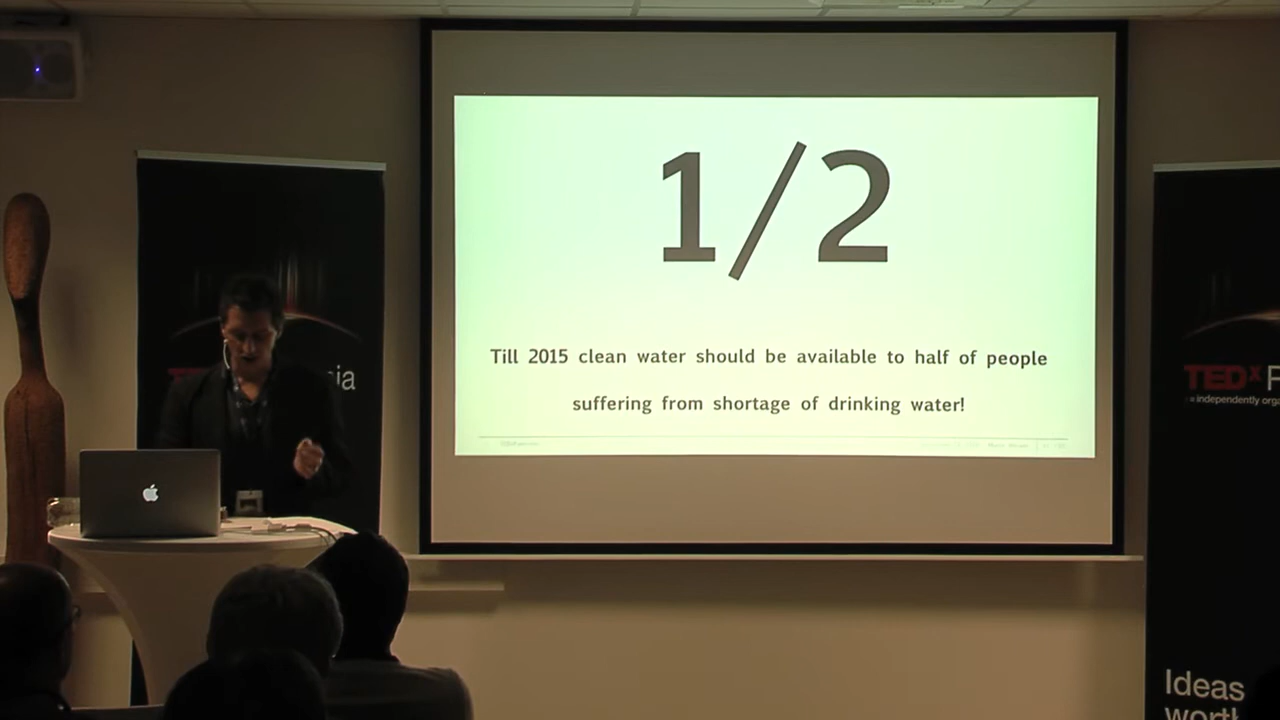 1/2
Till 2015 clean water should be available to half of people
suffering from shortage of drinking water!
TEDx
= independently
Ideas